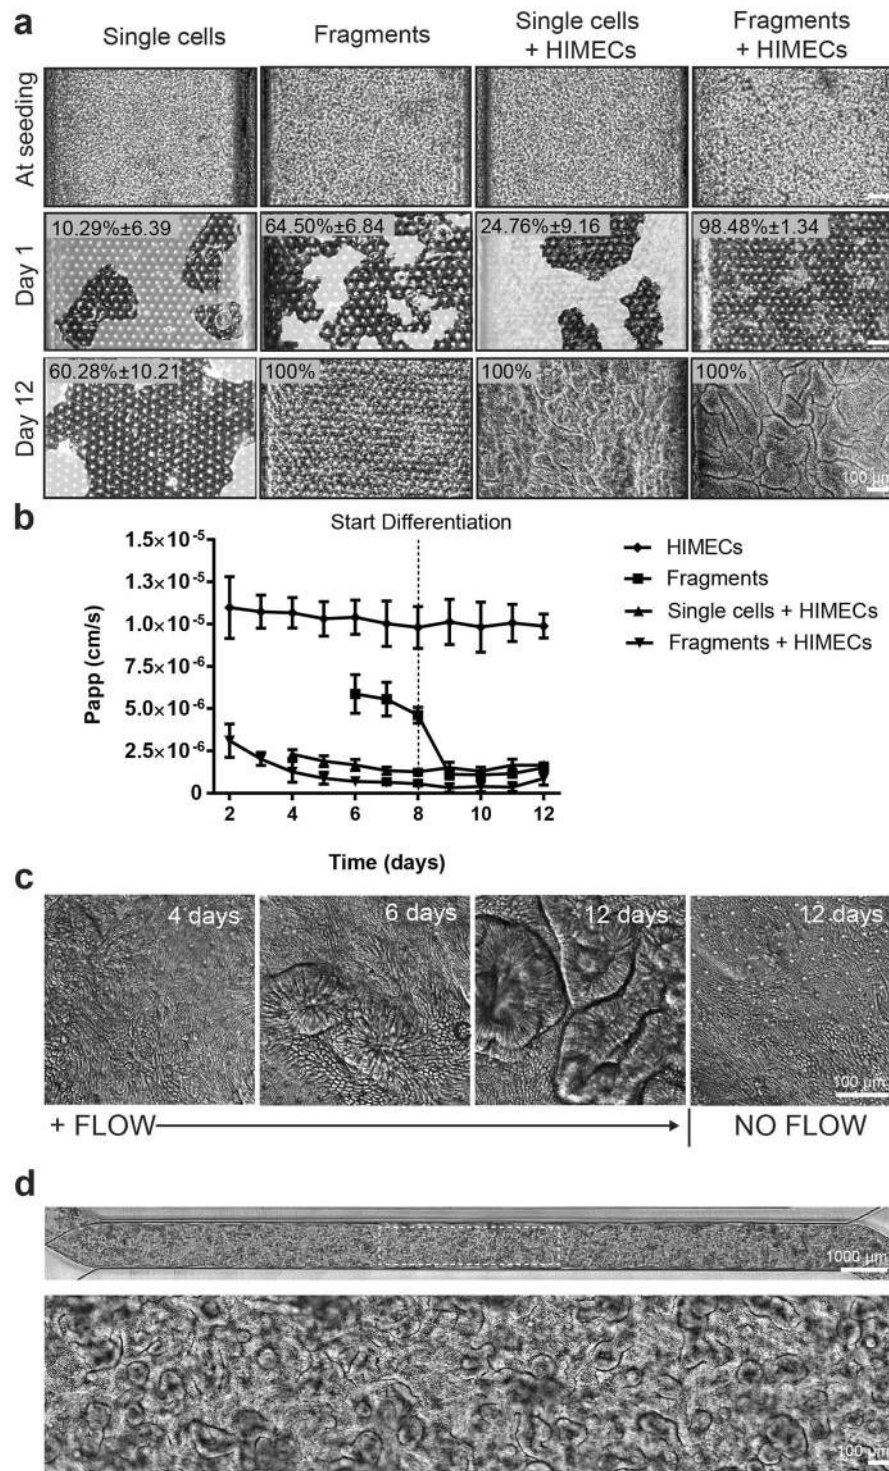 a
Single cells
Fragments
Single cells
+ HIMECs
Fragments
+ HIMECs
At seeding
Day 1
10.29%±6.39
64.50%±6.84
24.76%±9.16
98.48%±1.34
Day 12
60.28%±10.21
100%
100%
100%
100 µm
b
Start Differentiation
1.5× 10⁻⁵
1.3× 10⁻⁵
1.0× 10⁻⁵
7.5× 10⁻⁶
5.0× 10⁻⁶
2.5× 10⁻⁶
0
Papp (cm/s)
2
4
6
8
10
12
Time (days)
HIMECs
Fragments
Single cells + HIMECs
Fragments + HIMECs
c
4 days
6 days
12 days
12 days
100 µm
+ FLOW
NO FLOW
d
1000 µm
100 µm